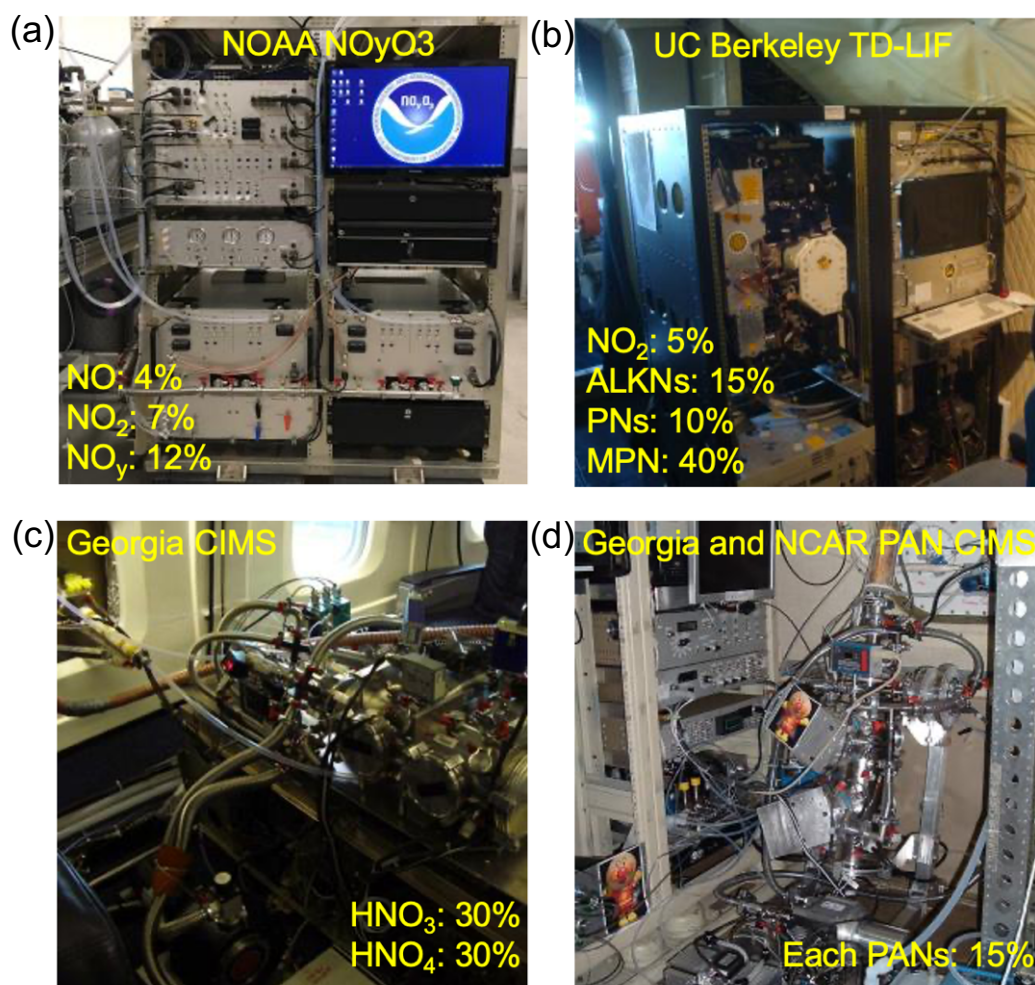 (a)
NOAA NOyO3
NOyO3
NO: 4%
NO₂: 7%
NOy: 12%
(b)
UC Berkeley TD-LIF
NO₂: 5%
ALKNs: 15%
PNs: 10%
MPN: 40%
(c)
Georgia CIMS
HNO₃: 30%
HNO₄: 30%
(d)
Georgia and NCAR PAN CIMS
Each PANs: 15%